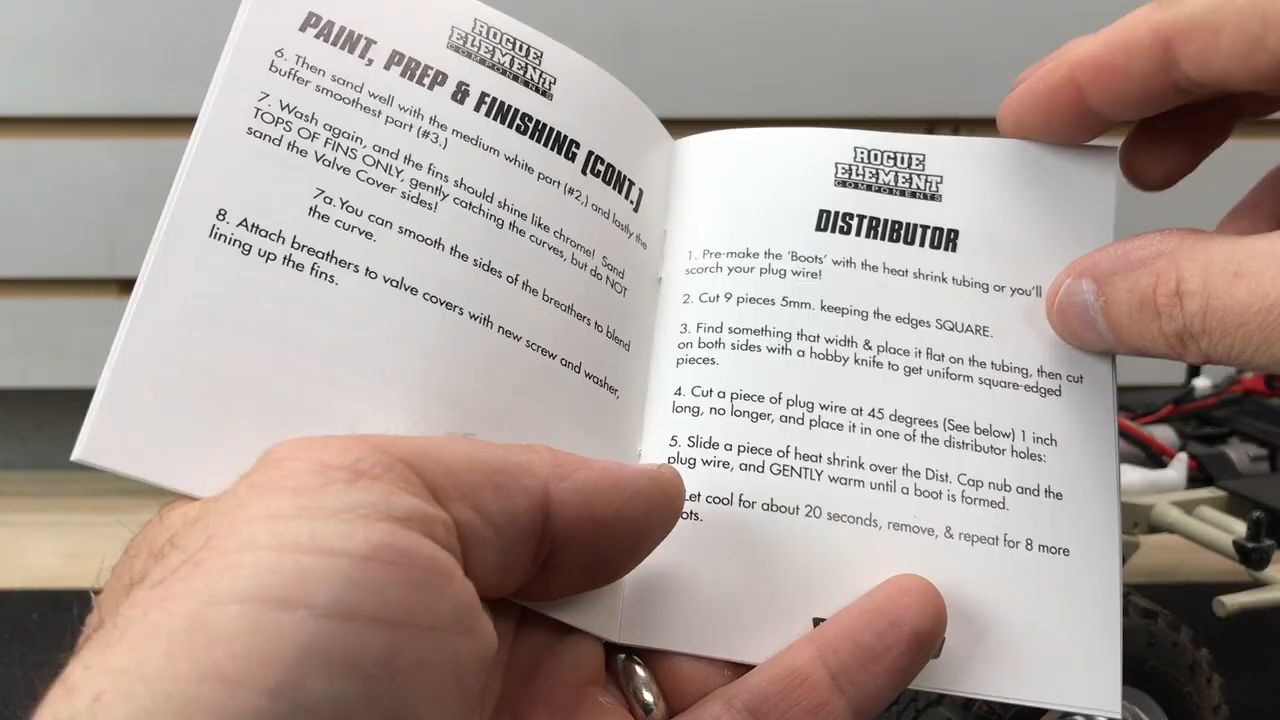 ROGUE
ELEMENT
COMPONENTS
PAINT, PREP & FINISHING (CONT.)
6. Then sand well with the medium white part (#2,) and lastly the
buffer smoothest part (#3.)
7. Wash again, and the fins should shine like chrome! Sand
TOPS OF FINS ONLY, gently catching the curves, but do NOT
sand the Valve Cover sides!
7a. You can smooth the sides of the breathers to blend
the curve.
8. Attach breathers to valve covers with new screw and washer,
lining up the fins.
ROGUE
ELEMENT
COMPONENTS
DISTRIBUTOR
1. Pre-make the 'Boots' with the heat shrink tubing or you'll
scorch your plug wire!
2. Cut 9 pieces 5mm. keeping the edges SQUARE.
3. Find something that width & place it flat on the tubing, then cut
on both sides with a hobby knife to get uniform square-edged
pieces.
4. Cut a piece of plug wire at 45 degrees (See below) 1 inch
long, no longer, and place it in one of the distributor holes:
5. Slide a piece of heat shrink over the Dist. Cap nub and the
plug wire, and GENTLY warm until a boot is formed.
Let cool for about 20 seconds, remove, & repeat for 8 more